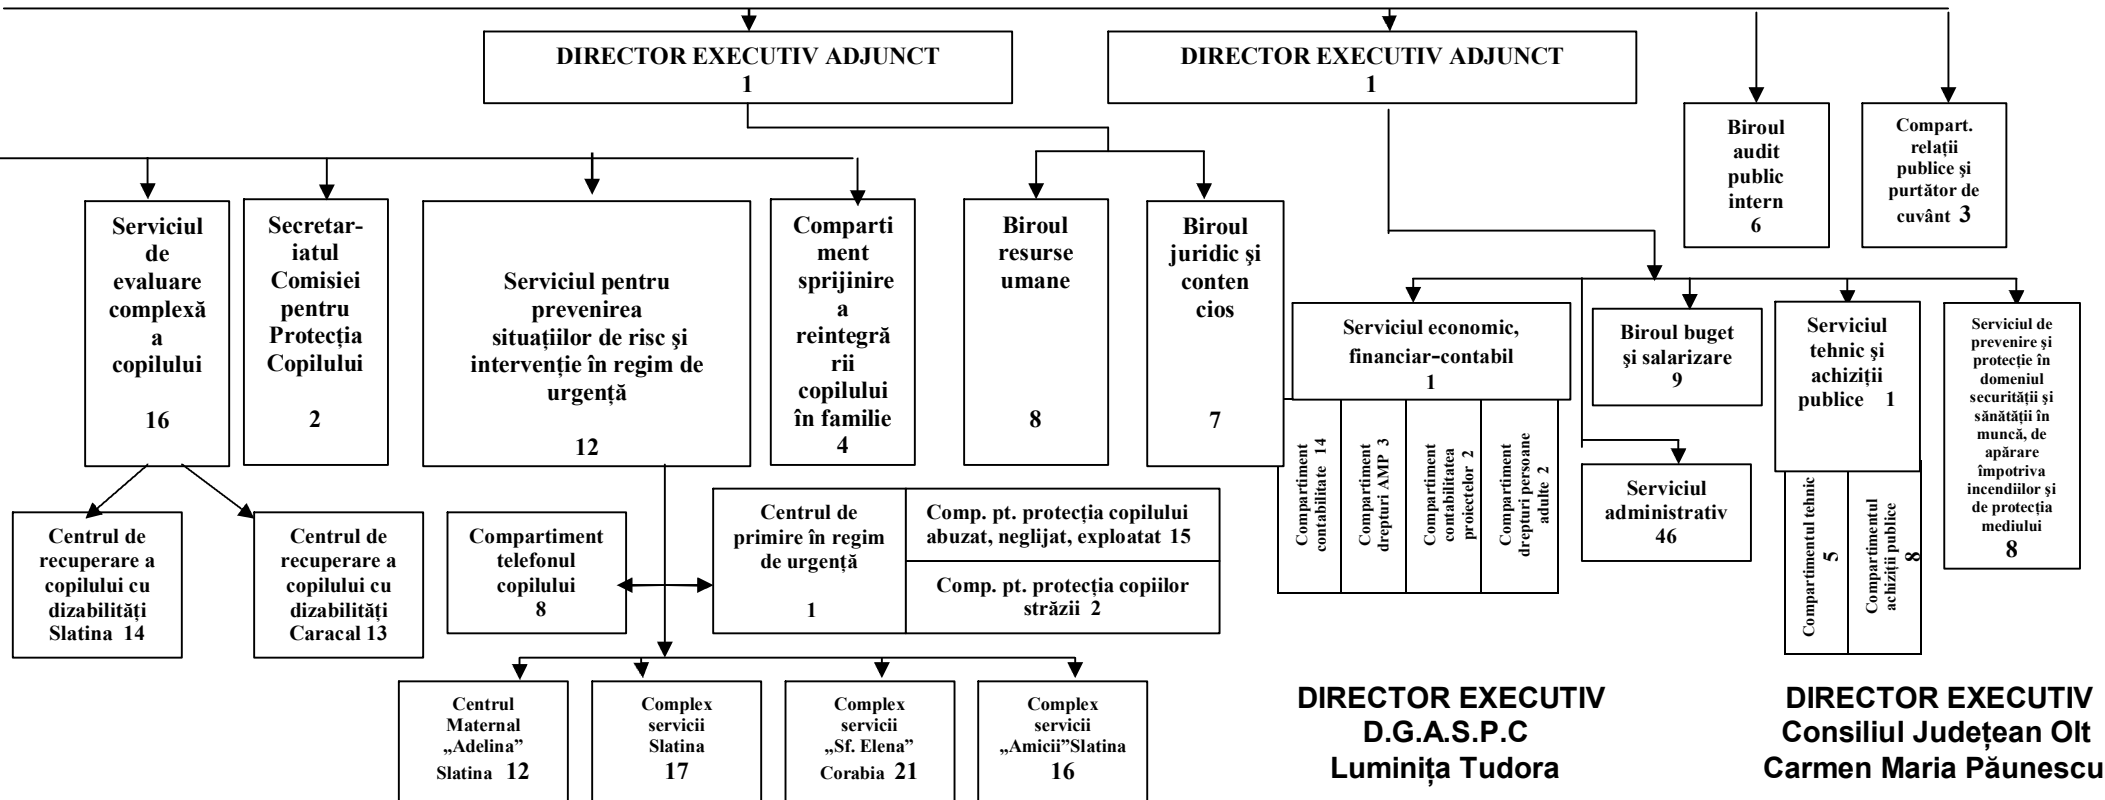 DIRECTOR EXECUTIV ADJUNCT
1
DIRECTOR EXECUTIV ADJUNCT
1
Biroul
audit
public
intern
6
Compart.
relații
publice și
purtător de
cuvânt 3
Serviciul
de
evaluare
complexă
a
copilului
16
Secretar-
iatul
Comisiei
pentru
Protecția
Copilului
2
Serviciul pentru
prevenirea
situațiilor de risc și
intervenție în regim de
urgență
12
Comparti
ment
sprijinire
a
reintegră
rii
copilului
în familie
4
Biroul
resurse
umane
8
Biroul
juridic și
conten
cios
7
Serviciul economic,
financiar-contabil
1
Compartiment
contabilitate 14
Compartiment
drepturi AMP 3
Compartiment
contabilitatea
proiectelor 2
Compartiment
drepturi persoane
adulte 2
Biroul buget
și salarizare
9
Serviciul
administrativ
46
Serviciul
tehnic și
achiziții
publice 1
Compartimentul tehnic
5
Compartimentul
achiziții publice
8
Serviciul de
prevenire și
protecție în
domeniul
securității și
sănătății în
muncă, de
apărare
împotriva
incendiilor și
de protecția
mediului
8
Centrul de
recuperare a
copilului cu
dizabilități
Slatina 14
Centrul de
recuperare a
copilului cu
dizabilități
Caracal 13
Compartiment
telefonul
copilului
8
Centrul de
primire în regim
de urgență
1
Comp. pt. protecția copilului
abuzat, neglijat, exploatat 15
Comp. pt. protecția copiilor
străzii 2
Centrul
Maternal
„Adelina”
Slatina 12
Complex
servicii
Slatina
17
Complex
servicii
„Sf. Elena”
Corabia 21
Complex
servicii
„Amicii”Slatina
16
DIRECTOR EXECUTIV
D.G.A.S.P.C
Luminița Tudora
DIRECTOR EXECUTIV
Consiliul Județean Olt
Carmen Maria Păunescu